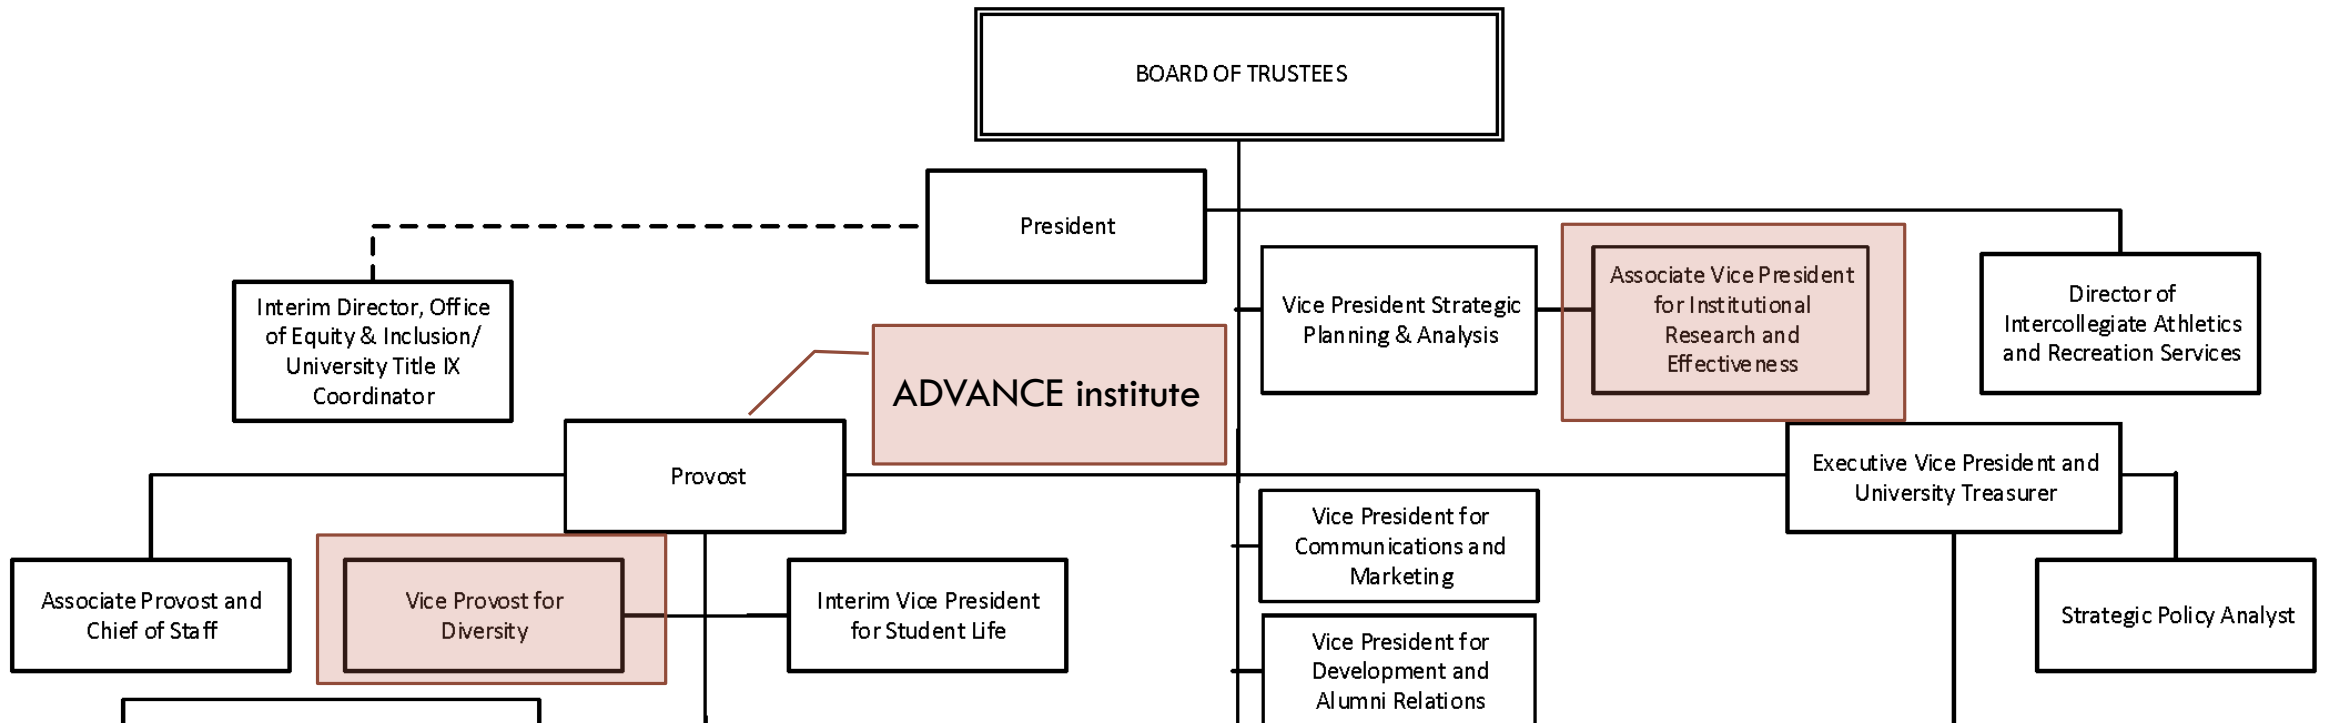 BOARD OF TRUSTEES
President
Interim Director, Office
of Equity & Inclusion/
University Title IX
Coordinator
Vice President Strategic
Planning & Analysis
Associate Vice President
for Institutional
Research and
Effectiveness
Director of
Intercollegiate Athletics
and Recreation Services
ADVANCE institute
Provost
Executive Vice President and
University Treasurer
Vice President for
Communications and
Marketing
Associate Provost and
Chief of Staff
Vice Provost for
Diversity
Interim Vice President
for Student Life
Strategic Policy Analyst
Vice President for
Development and
Alumni Relations